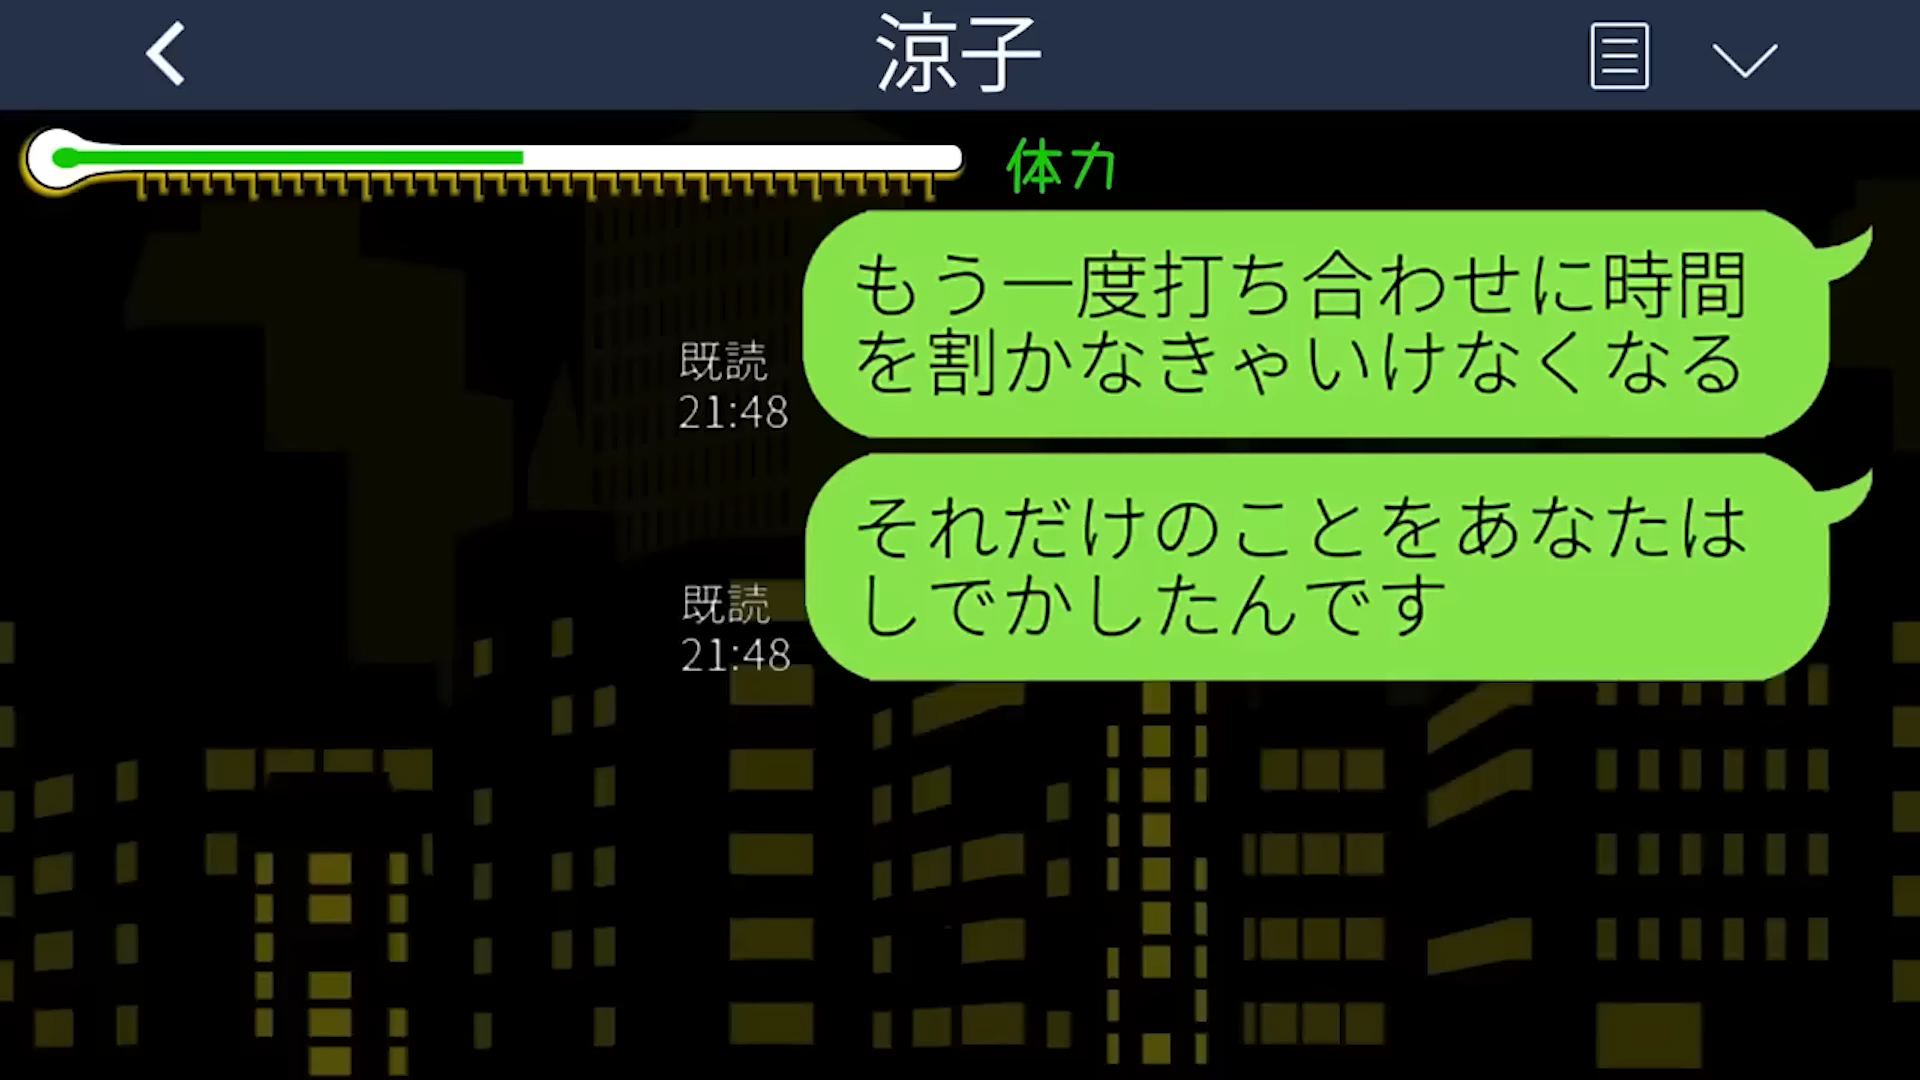 涼子
体力
もう一度打ち合わせに時間
を割かなきゃいけなくなる
既読
21:48
それだけのことをあなたは
しでかしたんです
既読
21:48